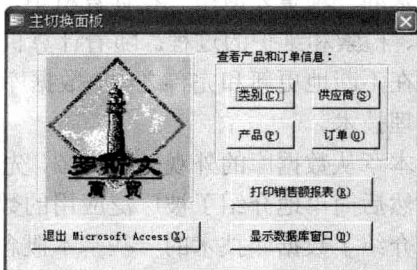 主切换面板
查看产品和订单信息：
类别(C)
供应商(S)
产品(P)
订单(O)
罗斯文
商贸
打印销售额报表(R)
退出 Microsoft Access(X)
显示数据库窗口(D)